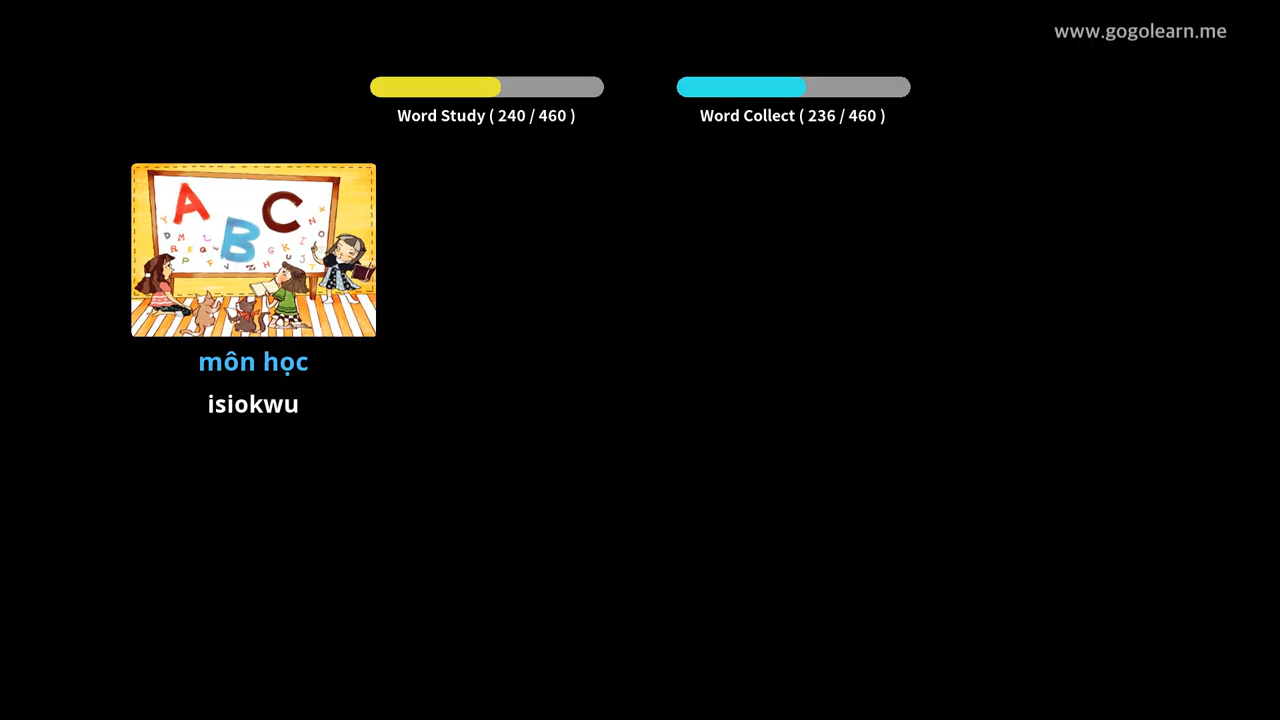 www.gogolearn.me
Word Study ( 240 / 460 )
Word Collect ( 236 / 460 )
A
B
C
môn học
isiokwu